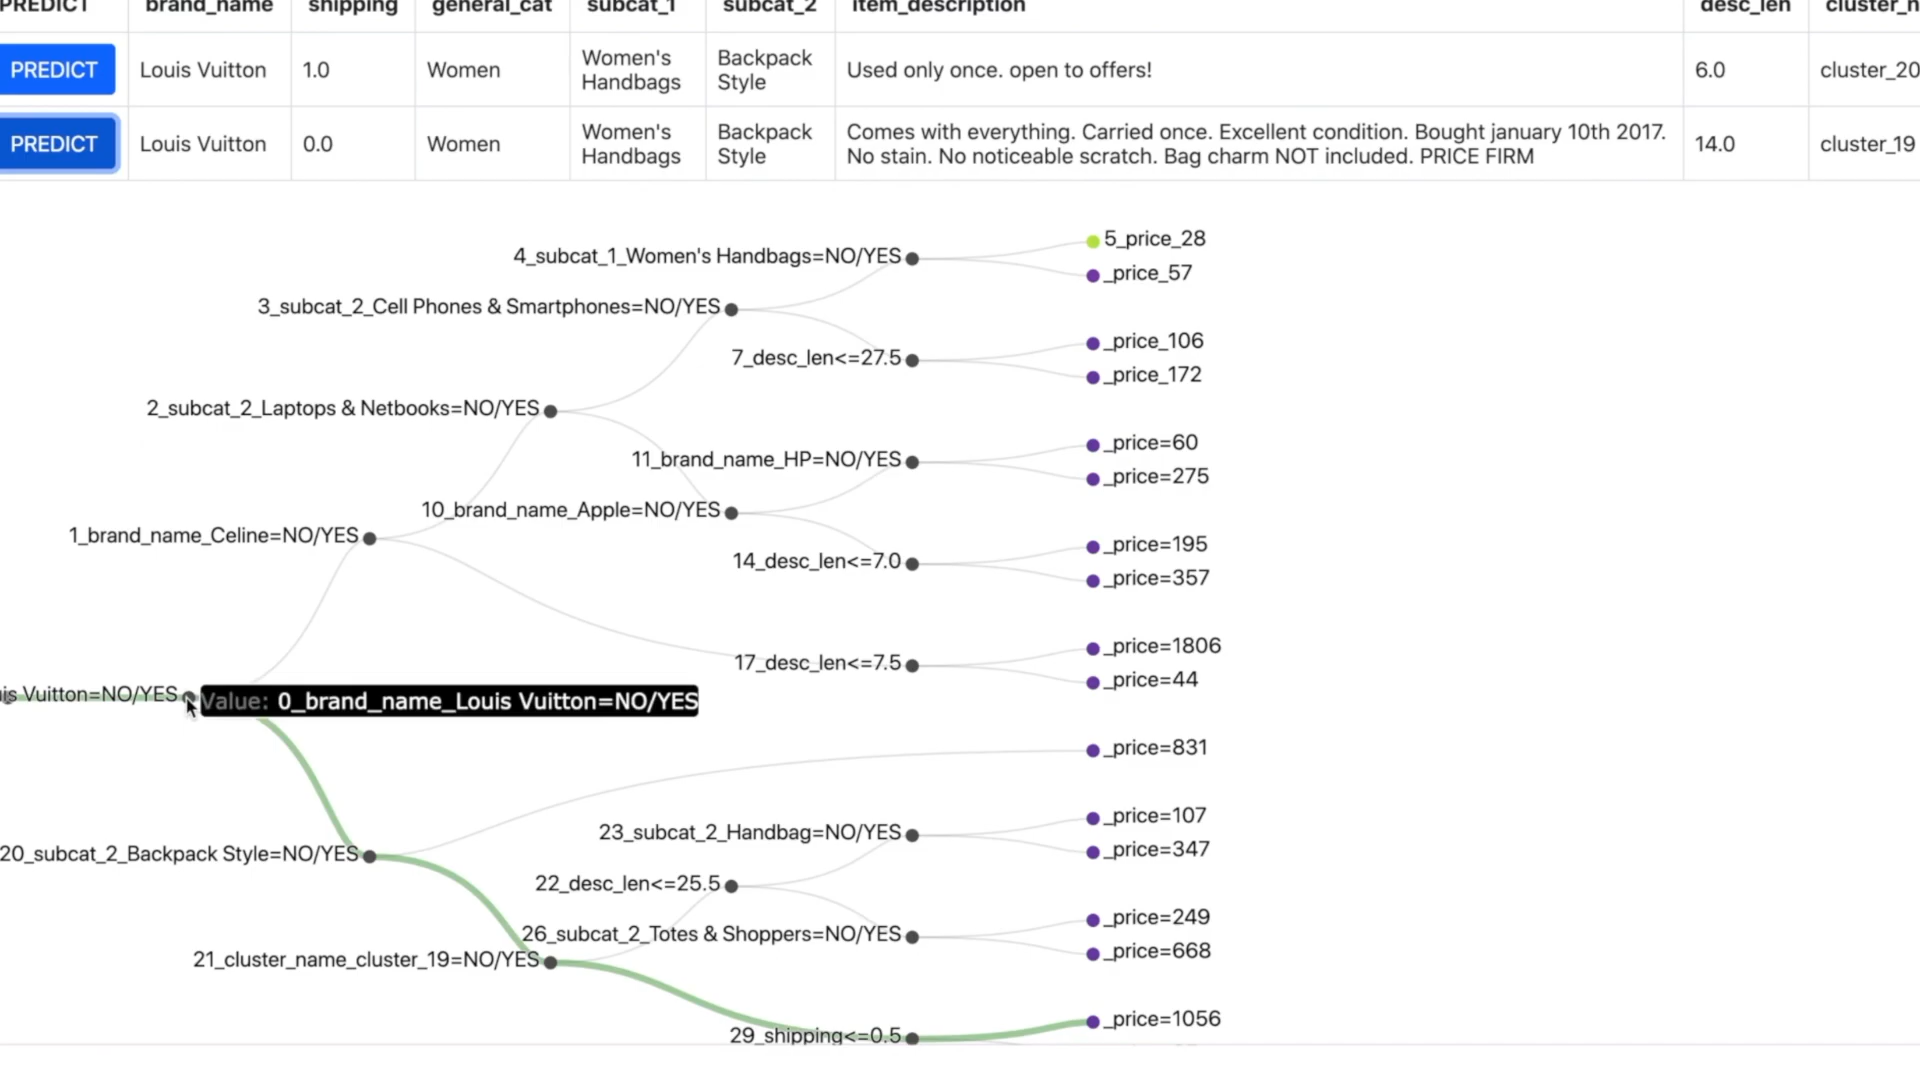 PREDICT brand_name shipping general_cat subcat_1 subcat_2 item_description desc_len cluster_n
PREDICT Louis Vuitton 1.0 Women Women's Handbags Backpack Style Used only once. open to offers! 6.0 cluster_20
PREDICT Louis Vuitton 0.0 Women Women's Handbags Backpack Style Comes with everything. Carried once. Excellent condition. Bought january 10th 2017.
No stain. No noticeable scratch. Bag charm NOT included. PRICE FIRM 14.0 cluster_19
5_price_28
4_subcat_1_Women's Handbags=NO/YES
_price_57
3_subcat_2_Cell Phones & Smartphones=NO/YES
_price_106
7_desc_len<=27.5
_price_172
2_subcat_2_Laptops & Netbooks=NO/YES
_price=60
11_brand_name_HP=NO/YES
_price=275
10_brand_name_Apple=NO/YES
1_brand_name_Celine=NO/YES
_price=195
14_desc_len<=7.0
_price=357
_price=1806
17_desc_len<=7.5
_price=44
is Vuitton=NO/YES
Value: 0_brand_name_Louis Vuitton=NO/YES
_price=831
_price=107
23_subcat_2_Handbag=NO/YES
_price=347
20_subcat_2_Backpack Style=NO/YES
22_desc_len<=25.5
_price=249
26_subcat_2_Totes & Shoppers=NO/YES
_price=668
21_cluster_name_cluster_19=NO/YES
_price=1056
29_shipping<=0.5